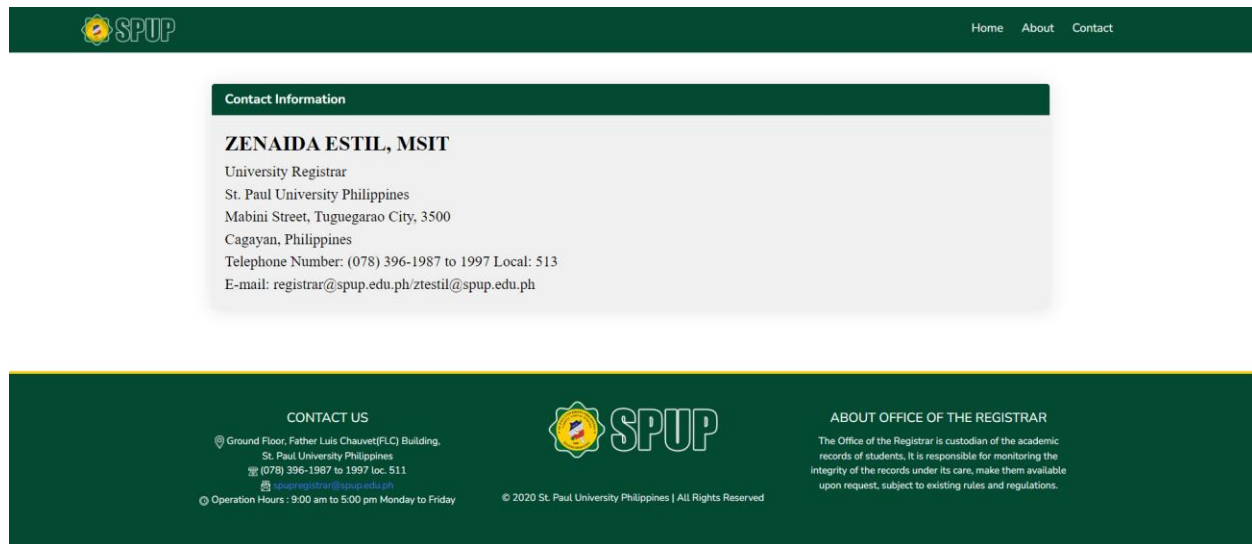 SPUP
Home About Contact
Contact Information
ZENAIDA ESTIL, MSIT
University Registrar
St. Paul University Philippines
Mabini Street, Tuguegarao City, 3500
Cagayan, Philippines
Telephone Number: (078) 396-1987 to 1997 Local: 513
E-mail: registrar@spup.edu.ph/ztestil@spup.edu.ph
CONTACT US
Ground Floor, Father Luis Chauvet(FLC) Building,
St. Paul University Philippines
(078) 396-1987 to 1997 loc. 511
spupregistrar@spup.edu.ph
Operation Hours : 9:00 am to 5:00 pm Monday to Friday
SPUP
© 2020 St. Paul University Philippines | All Rights Reserved
ABOUT OFFICE OF THE REGISTRAR
The Office of the Registrar is custodian of the academic
records of students, It is responsible for monitoring the
integrity of the records under its care, make them available
upon request, subject to existing rules and regulations.